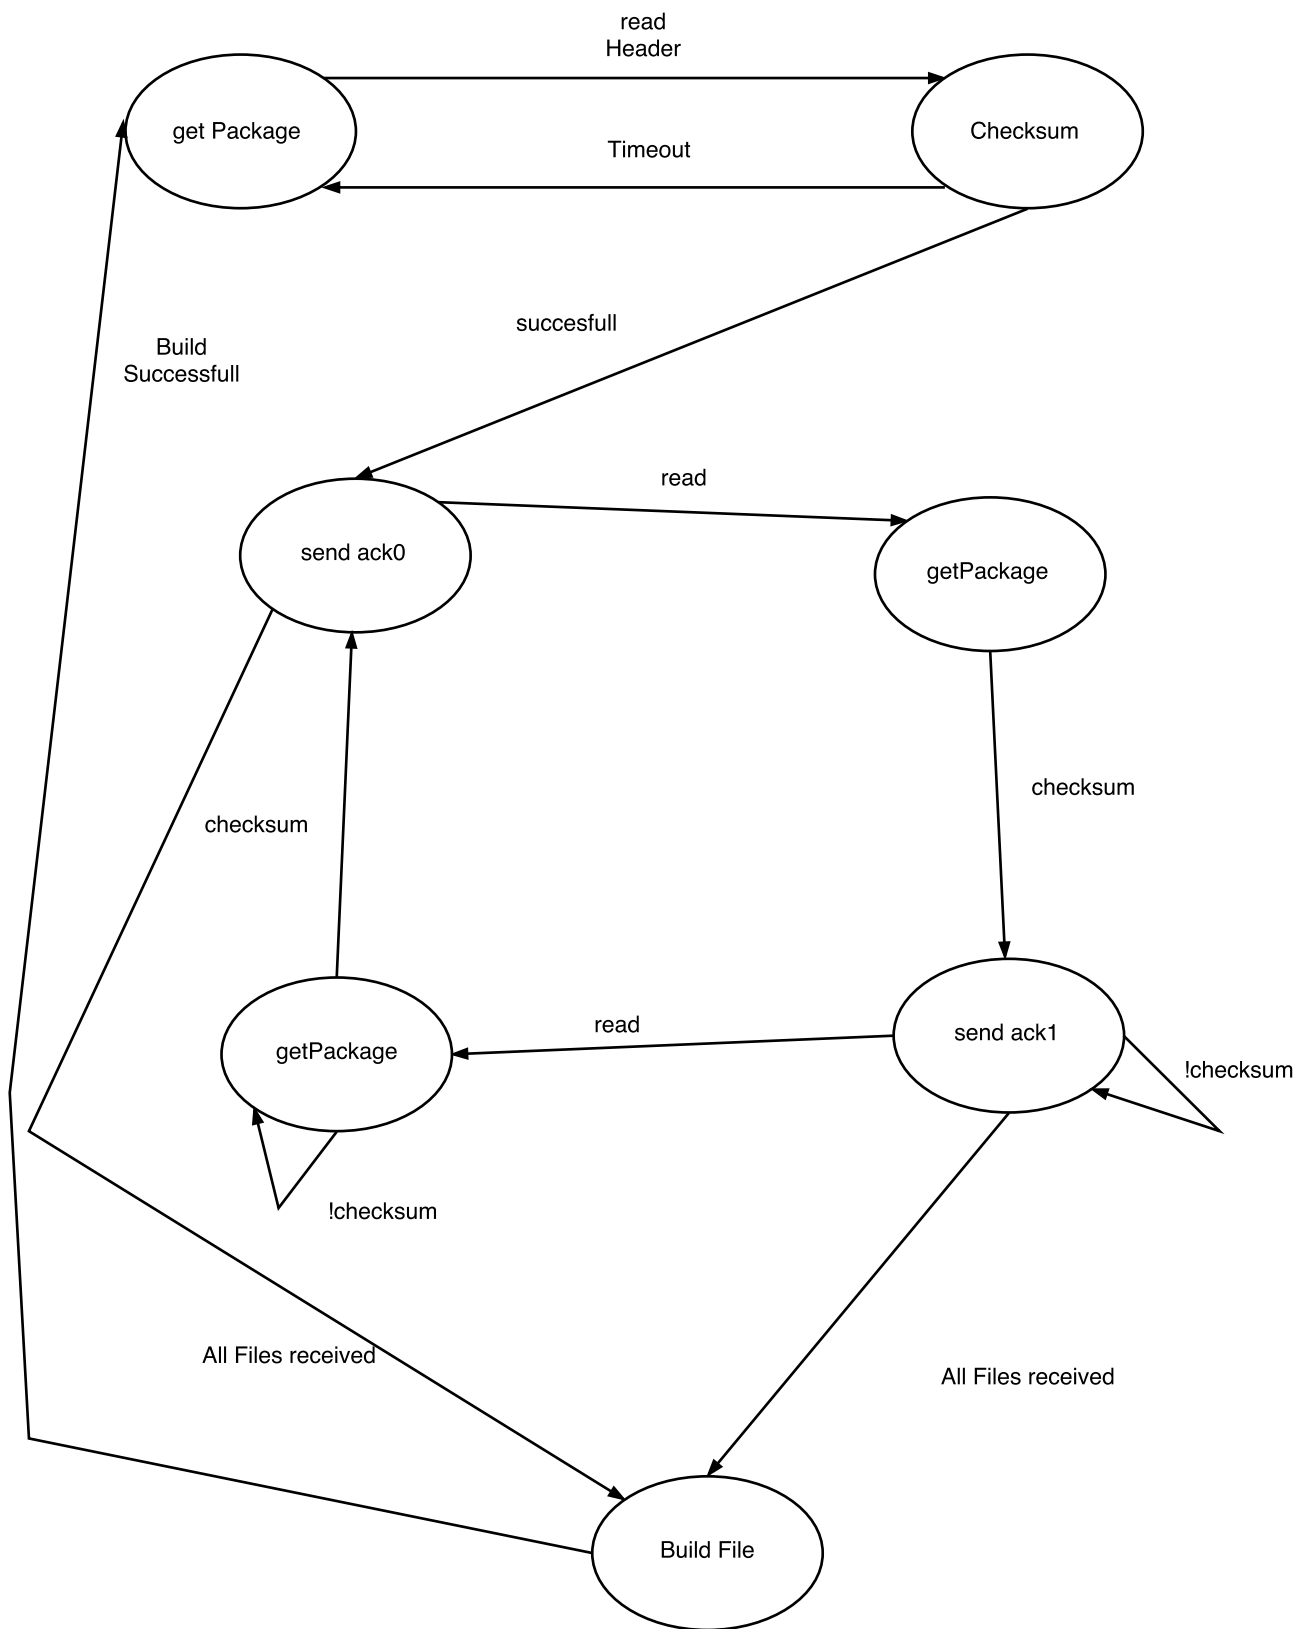 read
Header
get Package
Checksum
Timeout
succesfull
Build
Successfull
read
send ack0
getPackage
checksum
checksum
read
send ack1
getPackage
!checksum
!checksum
All Files received
All Files received
Build File